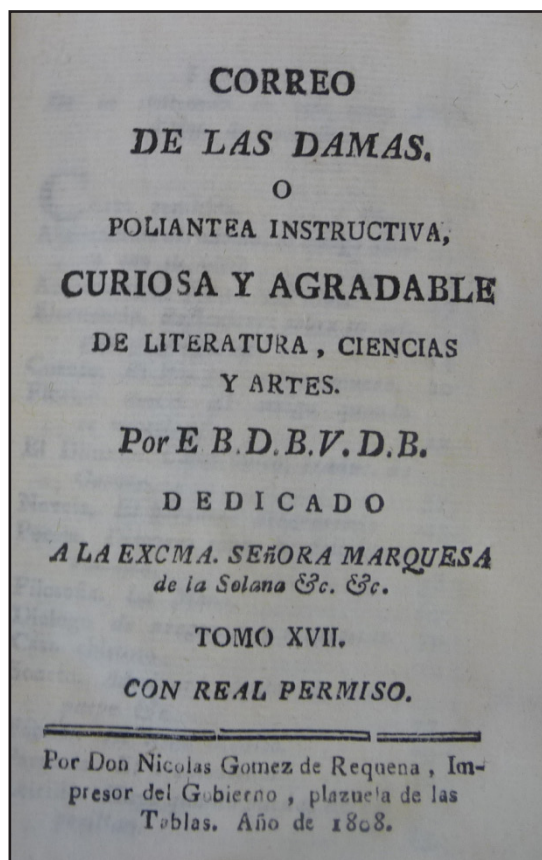 CORREO
DE LAS DAMAS.
O
POLIANTEA INSTRUCTIVA,
CURIOSA Y AGRADABLE
DE LITERATURA, CIENCIAS
Y ARTES.
Por E B.D.B.V.D.B.
DEDICADO
A LA EXCMA. SEñORA MARQUESA
de la Solana &c. &c.
TOMO XVII.
CON REAL PERMISO.
Por Don Nicolas Gomez de Requena, Im-
presor del Gobierno, plazuela de las
Tablas. Año de 1808.